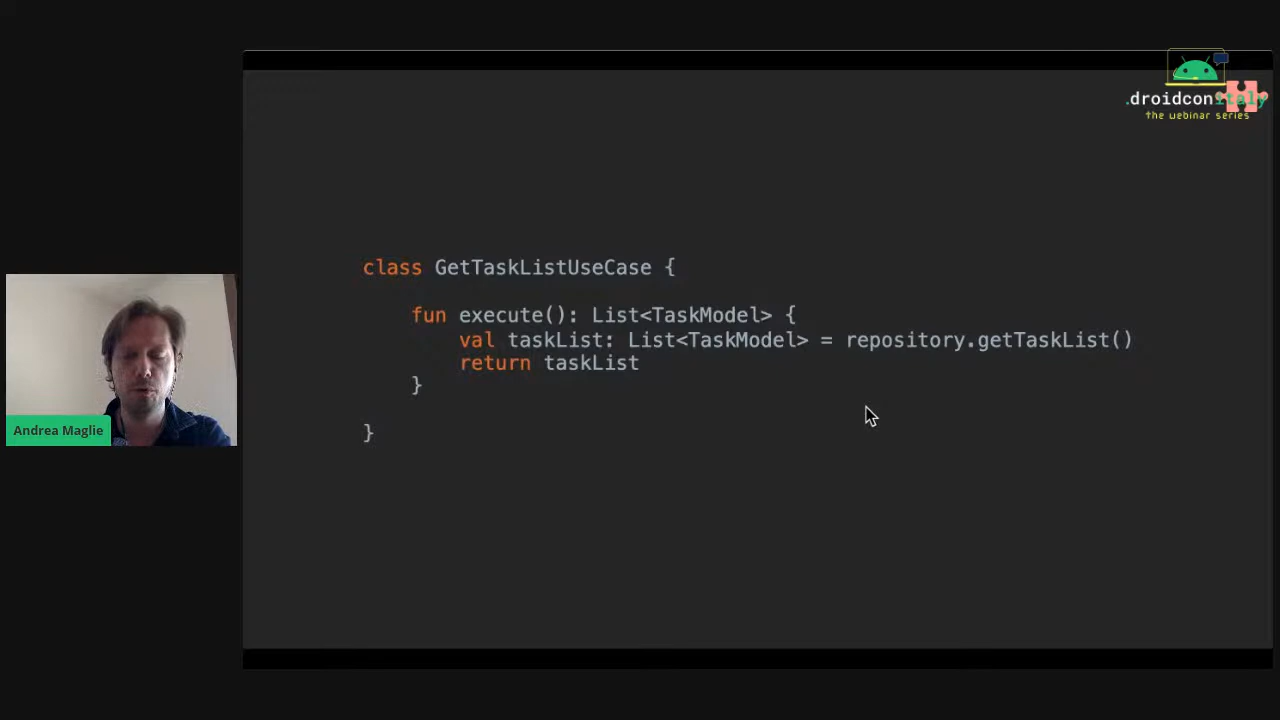 .droidconitaly
the webinar series
class GetTaskListUseCase {
fun execute(): List<TaskModel> {
val taskList: List<TaskModel> = repository.getTaskList()
return taskList
}
}
Andrea Maglie